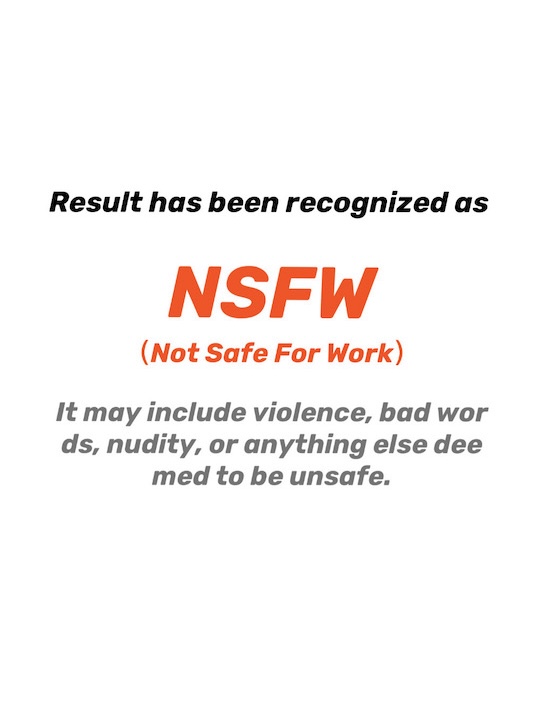 Result has been recognized as
NSFW
(Not Safe For Work)
It may include violence, bad wor
ds, nudity, or anything else dee
med to be unsafe.